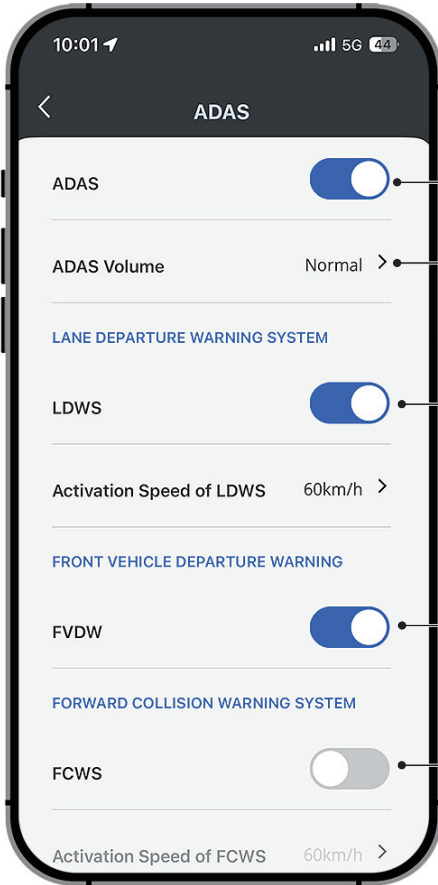 10:01 5G 44
ADAS
ADAS
ADAS Volume Normal
LANE DEPARTURE WARNING SYSTEM
LDWS
Activation Speed of LDWS 60km/h
FRONT VEHICLE DEPARTURE WARNING
FVDW
FORWARD COLLISION WARNING SYSTEM
FCWS
Activation Speed of FCWS 60km/h